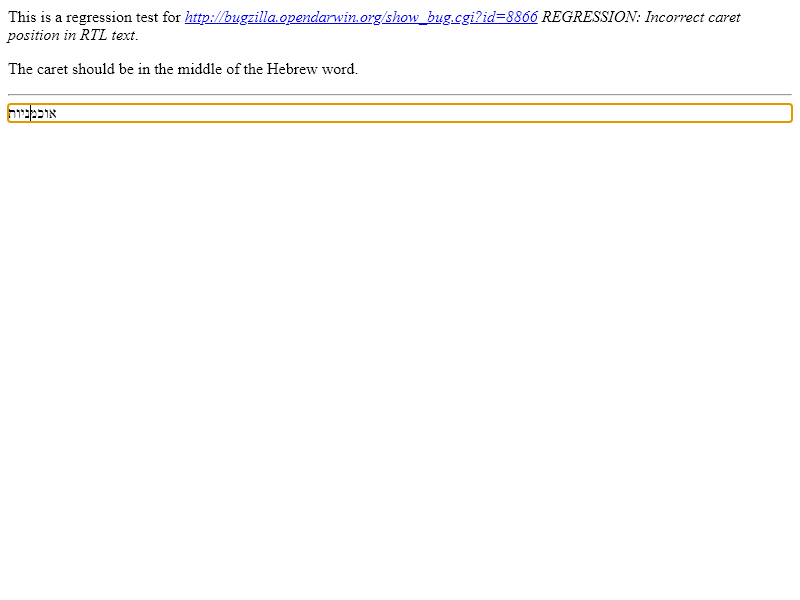 This is a regression test for http://bugzilla.opendarwin.org/show_bug.cgi?id=8866 REGRESSION: Incorrect caret
position in RTL text.
The caret should be in the middle of the Hebrew word.
אוכמניות